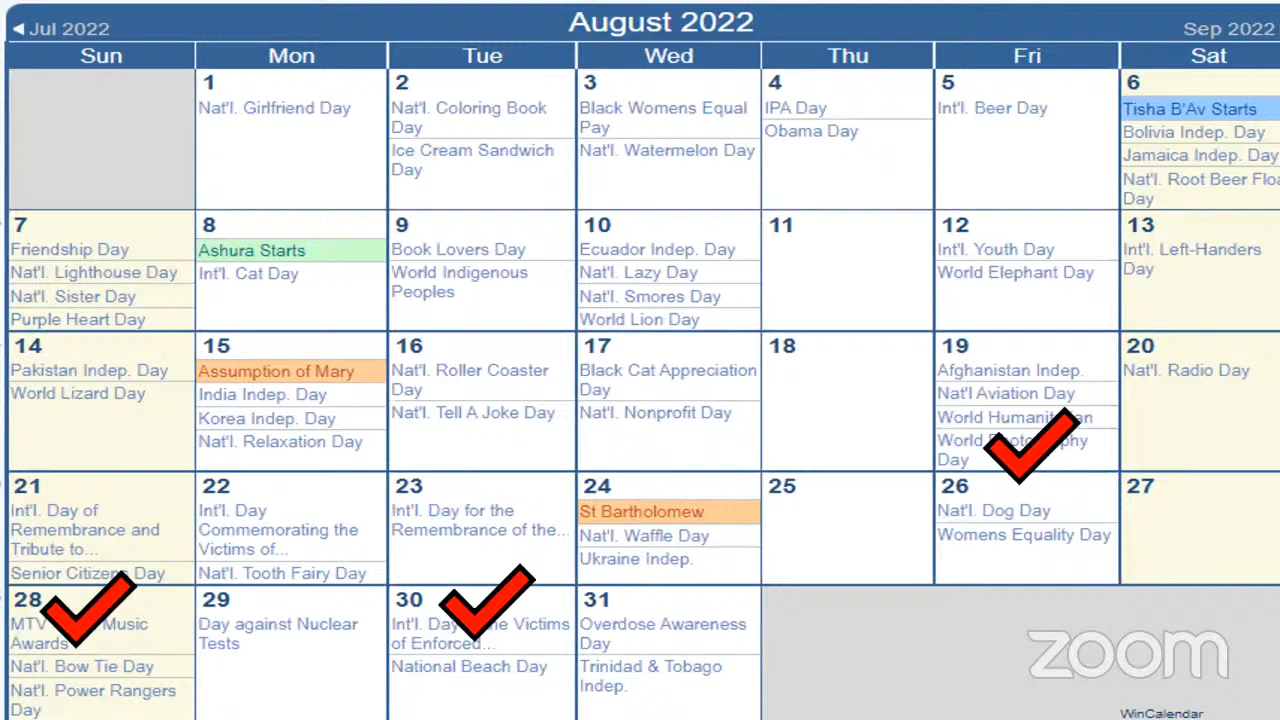 ◄ Jul 2022 August 2022 Sep 2022
Sun Mon Tue Wed Thu Fri Sat
1
Nat'l. Girlfriend Day
2
Nat'l. Coloring Book
Day
Ice Cream Sandwich
Day
3
Black Womens Equal
Pay
Nat'l. Watermelon Day
4
IPA Day
Obama Day
5
Int'l. Beer Day
6
Tisha B'Av Starts
Bolivia Indep. Day
Jamaica Indep. Day
Nat'l. Root Beer
Day
7
Friendship Day
Nat'l. Lighthouse Day
Nat'l. Sister Day
Purple Heart Day
8
Ashura Starts
Int'l. Cat Day
9
Book Lovers Day
World Indigenous
Peoples
10
Ecuador Indep. Day
Nat'l. Lazy Day
Nat'l. Smores Day
World Lion Day
11
12
Int'l. Youth Day
World Elephant Day
13
Int'l. Left-Handers
Day
14
Pakistan Indep. Day
World Lizard Day
15
Assumption of Mary
India Indep. Day
Korea Indep. Day
Nat'l. Relaxation Day
16
Nat'l. Roller Coaster
Day
Nat'l. Tell A Joke Day
17
Black Cat Appreciation
Day
Nat'l. Nonprofit Day
18
19
Afghanistan Indep.
Nat'l Aviation Day
World
World
Day
20
Nat'l. Radio Day
21
Int'l. Day of
Remembrance and
Tribute to...
Senior Citizens Day
22
Int'l. Day
Commemorating the
Victims of...
Nat'l. Tooth Fairy Day
23
Int'l. Day for the
Remembrance of the...
24
St Bartholomew
Nat'l. Waffle Day
Ukraine Indep.
25
26
Nat'l. Dog Day
Womens Equality Day
27
28
MTV Music
Awards
Nat'l. Bow Tie Day
Nat'l. Power Rangers
Day
29
Day against Nuclear
Tests
30
Int'l. Day Victims
of Enforced...
National Beach Day
31
Overdose Awareness
Day
Trinidad & Tobago
Indep.
zoom
WinCalendar